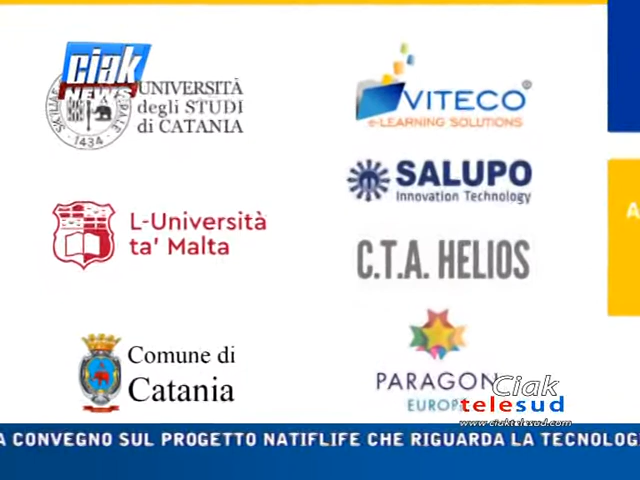 ciak
NEWS
UNIVERSITÀ
degli STUDI
di CATANIA
1434
VITECO
e-LEARNING SOLUTIONS
SALUPO
Innovation Technology
L-Università
ta' Malta
C.T.A. HELIOS
Comune di
Catania
PARAGON
EUROP
Ciak
telesud
www.ciaktelesud.com
A CONVEGNO SUL PROGETTO NATIFLIFE CHE RIGUARDA LA TECNOLOG